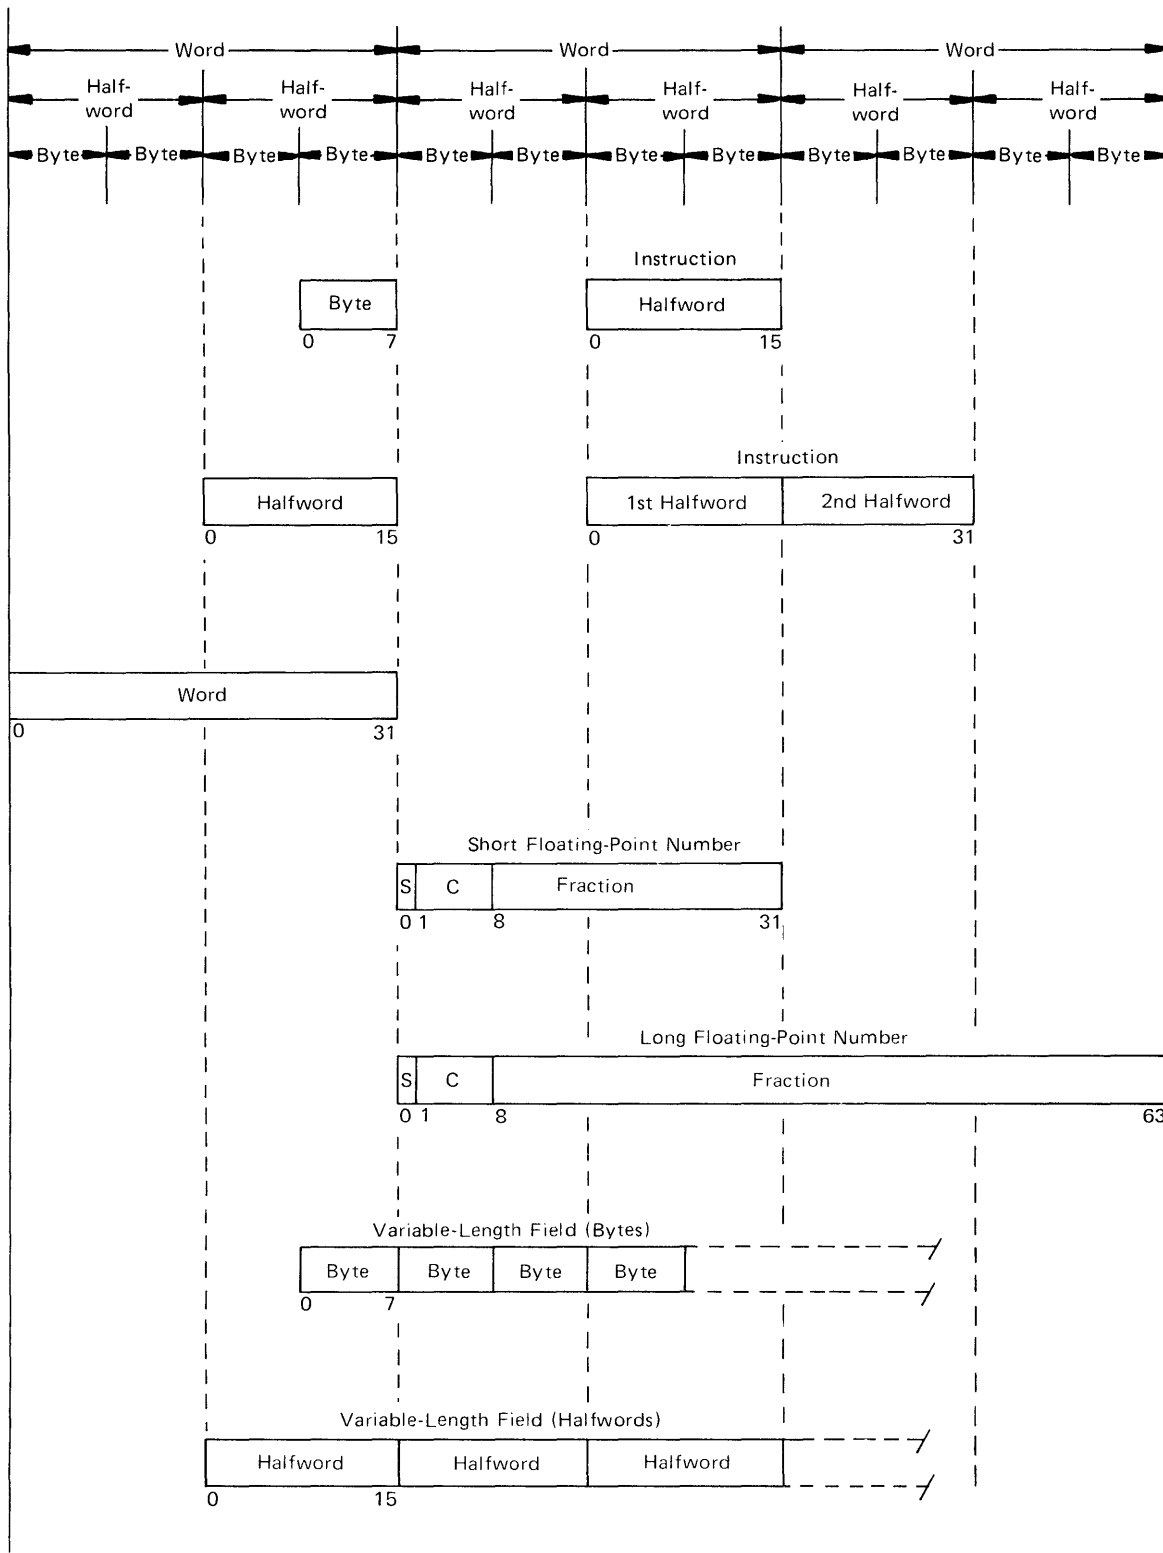 Word Word Word
Half-word Half-word Half-word Half-word Half-word Half-word
Byte Byte Byte Byte Byte Byte Byte Byte Byte Byte Byte Byte
Instruction
Byte Halfword
0 7 0 15
Instruction
Halfword 1st Halfword 2nd Halfword
0 15 0 31
Word
0 31
Short Floating-Point Number
S C Fraction
0 1 8 31
Long Floating-Point Number
S C Fraction
0 1 8 63
Variable-Length Field (Bytes)
Byte Byte Byte Byte
0 7
Variable-Length Field (Halfwords)
Halfword Halfword Halfword
0 15